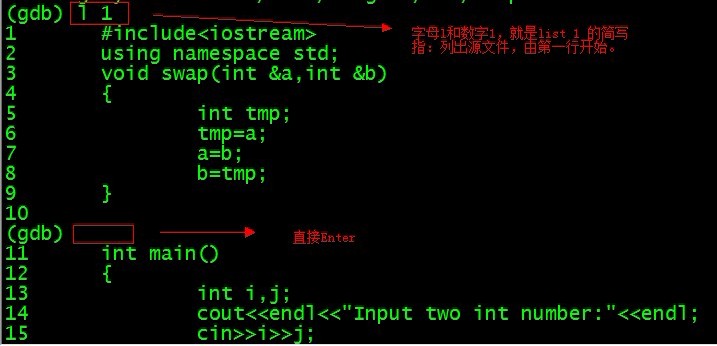 (gdb) l 1
字母l和数字1，就是list 1 的简写
指：列出源文件，由第一行开始。
1 #include<iostream>
2 using namespace std;
3 void swap(int &a,int &b)
4 {
5 int tmp;
6 tmp=a;
7 a=b;
8 b=tmp;
9 }
10
(gdb) 直接Enter
11 int main()
12 {
13 int i,j;
14 cout<<endl<<"Input two int number:"<<endl;
15 cin>>i>>j;